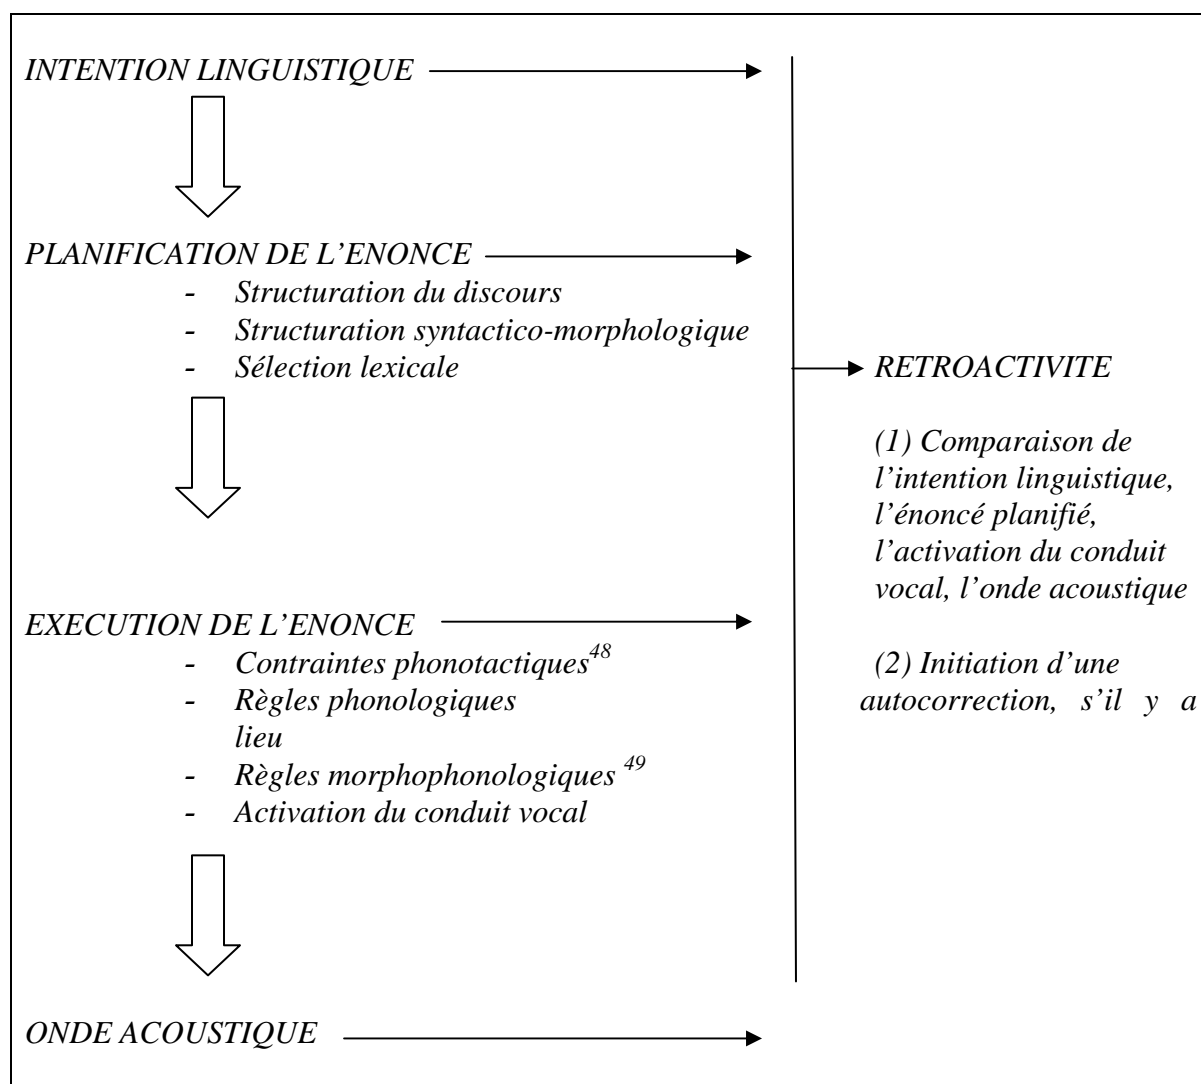 INTENTION LINGUISTIQUE
PLANIFICATION DE L’ENONCE
- Structuration du discours
- Structuration syntactico-morphologique
- Sélection lexicale
EXECUTION DE L’ENONCE
- Contraintes phonotactiques48
- Règles phonologiques
lieu
- Règles morphophonologiques 49
- Activation du conduit vocal
ONDE ACOUSTIQUE
RETROACTIVITE
(1) Comparaison de
l’intention linguistique,
l’énoncé planifié,
l’activation du conduit
vocal, l’onde acoustique
(2) Initiation d’une
autocorrection, s’il y a